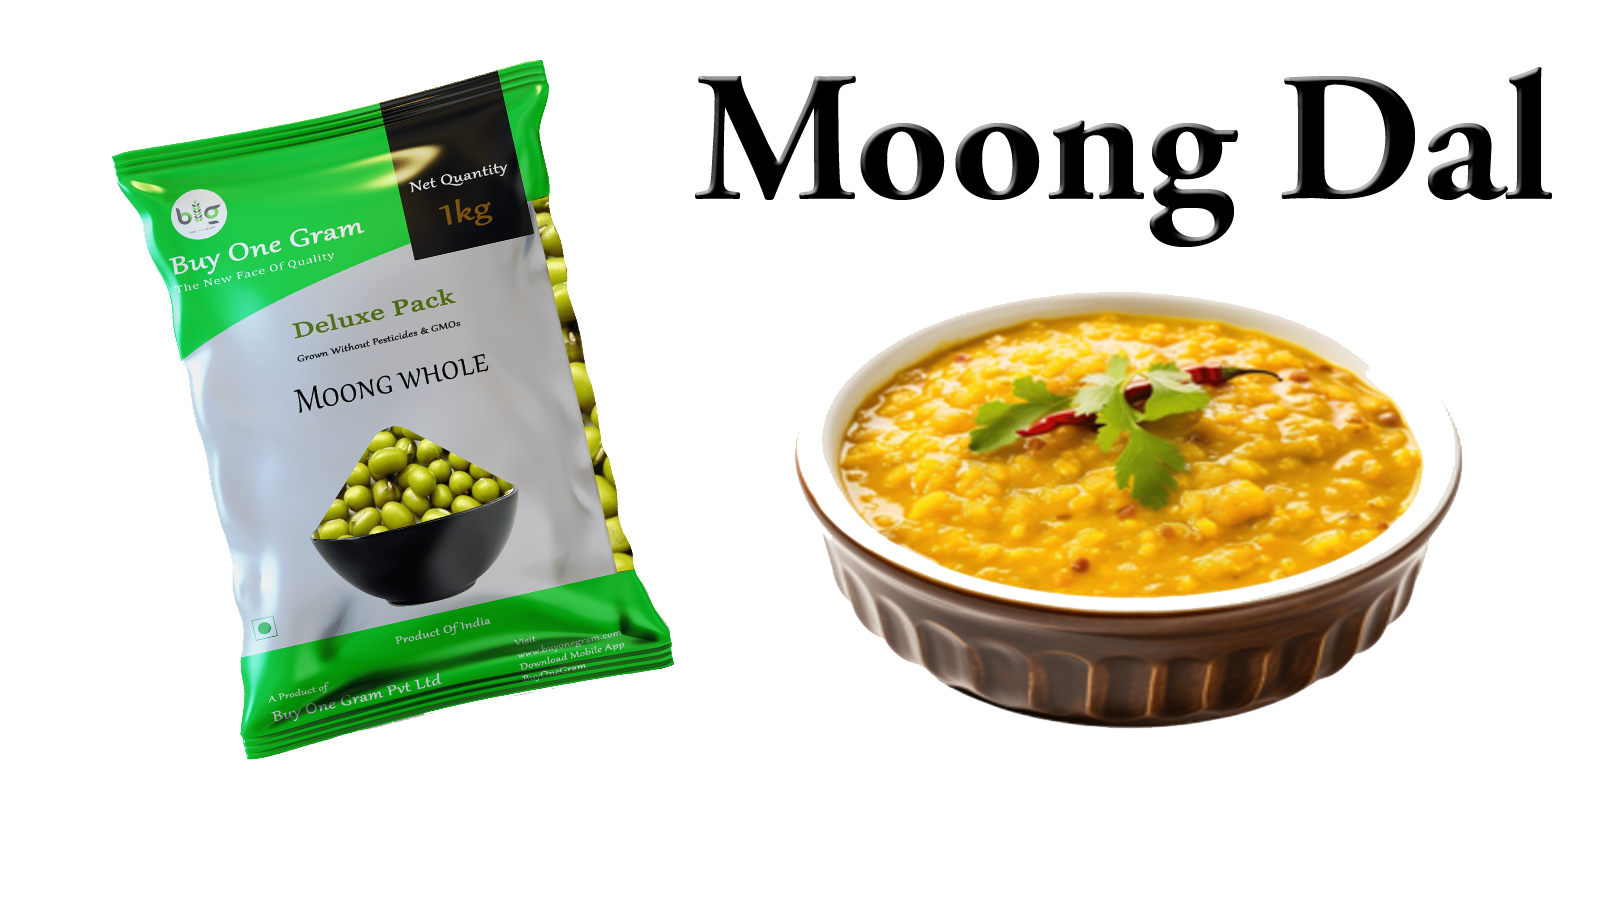 Moong Dal
Net Quantity
1kg
big
Buy One Gram
The New Face Of Quality
Deluxe Pack
Grown Without Pesticides & GMOs
MOONG WHOLE
Product Of India
Visit
www.buyonegram.com
Download Mobile App
BuyOneGram
A Product of
Buy One Gram Pvt Ltd